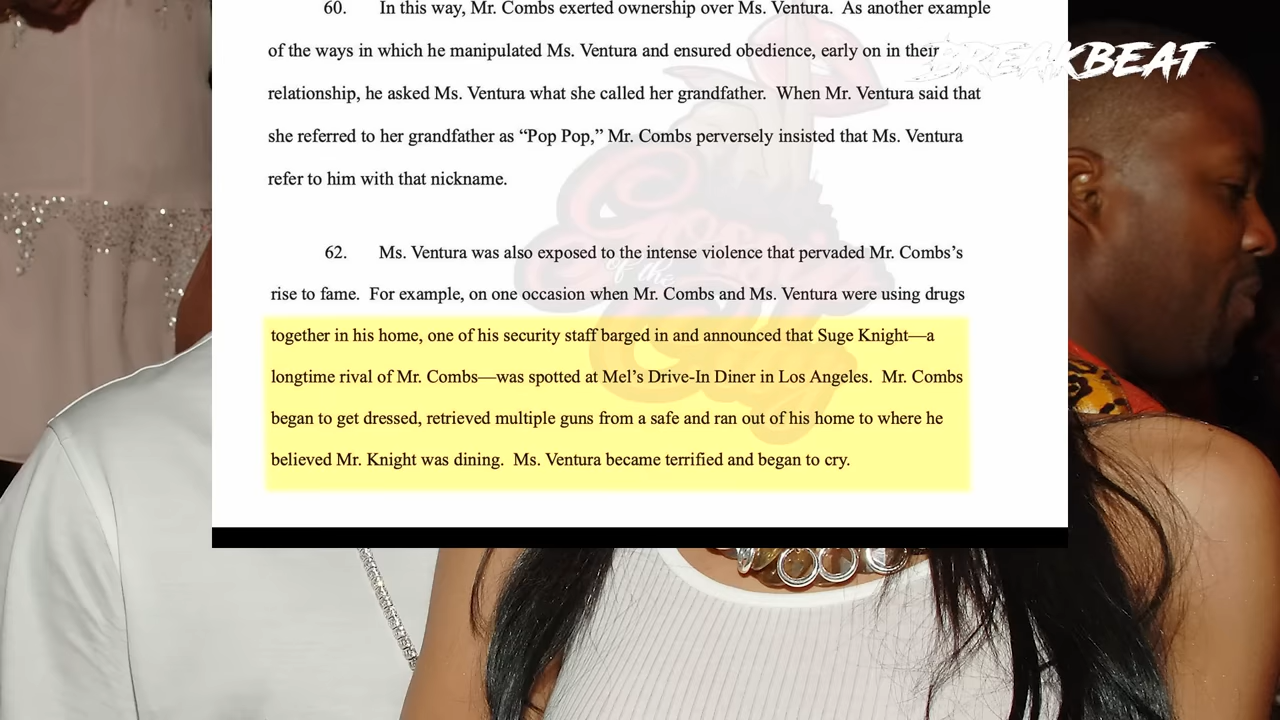 60. In this way, Mr. Combs exerted ownership over Ms. Ventura. As another example
of the ways in which he manipulated Ms. Ventura and ensured obedience, early on in their
BREAKBEAT
relationship, he asked Ms. Ventura what she called her grandfather. When Mr. Ventura said that
she referred to her grandfather as “Pop Pop,” Mr. Combs perversely insisted that Ms. Ventura
refer to him with that nickname.
of the
62. Ms. Ventura was also exposed to the intense violence that pervaded Mr. Combs’s
rise to fame. For example, on one occasion when Mr. Combs and Ms. Ventura were using drugs
together in his home, one of his security staff barged in and announced that Suge Knight—a
longtime rival of Mr. Combs—was spotted at Mel’s Drive-In Diner in Los Angeles. Mr. Combs
began to get dressed, retrieved multiple guns from a safe and ran out of his home to where he
believed Mr. Knight was dining. Ms. Ventura became terrified and began to cry.